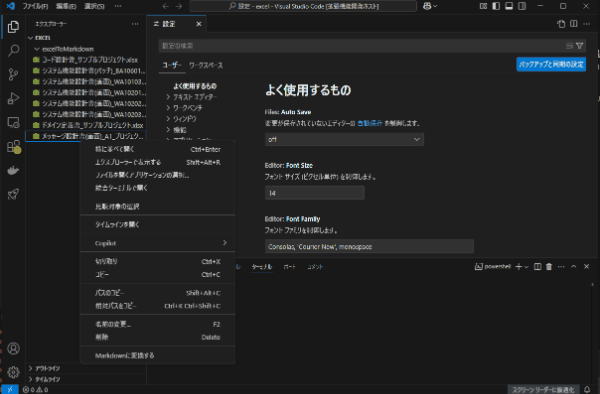 ファイル(F) 編集(E) 選択(S) …
設定 - excel - Visual Studio Code [拡張機能開発ホスト]
エクスプローラー
EXCEL
excelToMarkdown
コード設計書_サンプルプロジェクト.xlsx
システム機能設計書(バッチ)_BA10601...
システム機能設計書(画面)_WA10103...
システム機能設計書(画面)_WA10201...
システム機能設計書(画面)_WA10202...
システム機能設計書(画面)_WA10203...
ドメイン定義書_サンプルプロジェクト.xlsx
メッセージ設計書(画面)_A1_プロジェク...
横に並べて開く Ctrl+Enter
エクスプローラーで表示する Shift+Alt+R
ファイルを開くアプリケーションの選択...
統合ターミナルで開く
比較対象の選択
タイムラインを開く
Copilot
切り取り Ctrl+X
コピー Ctrl+C
パスのコピー Shift+Alt+C
相対パスをコピー Ctrl+K Ctrl+Shift+C
名前の変更... F2
削除 Delete
Markdownに変換する
アウトライン
タイムライン
設定
設定の検索
ユーザー ワークスペース
バックアップと同期の設定
よく使用するもの
テキスト エディター
ワークベンチ
ウィンドウ
機能
よく使用するもの
Files: Auto Save
変更が保存されていないエディターの 自動保存 を制御します。
off
Editor: Font Size
フォント サイズ (ピクセル単位) を制御します。
14
Editor: Font Family
フォント ファミリを制御します。
Consolas, 'Courier New', monospace
ターミナル ポート コメント
powershell
0 0
スクリーン リーダーに最適化